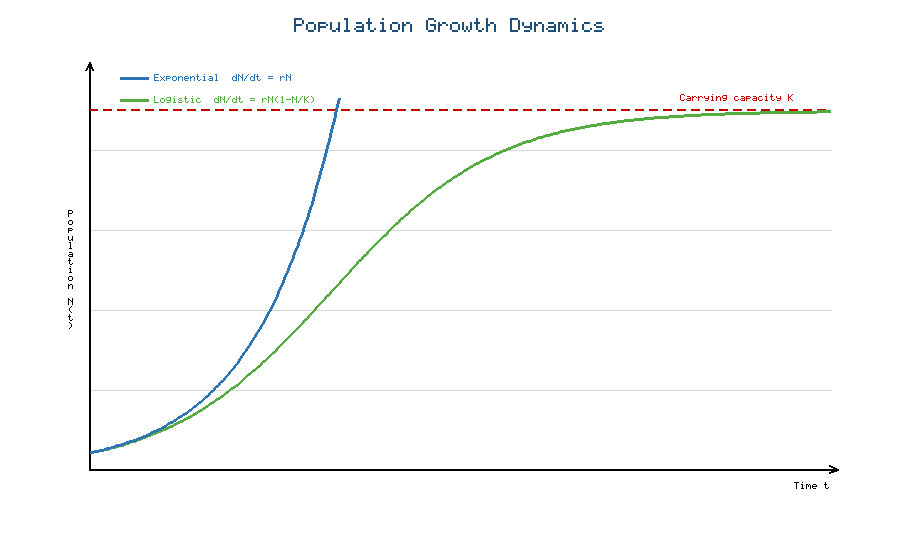 Population Growth Dynamics
Exponential  dN/dt = rN
Logistic  dN/dt = rN(1-N/K)
Carrying capacity K
Population N(t)
Time t